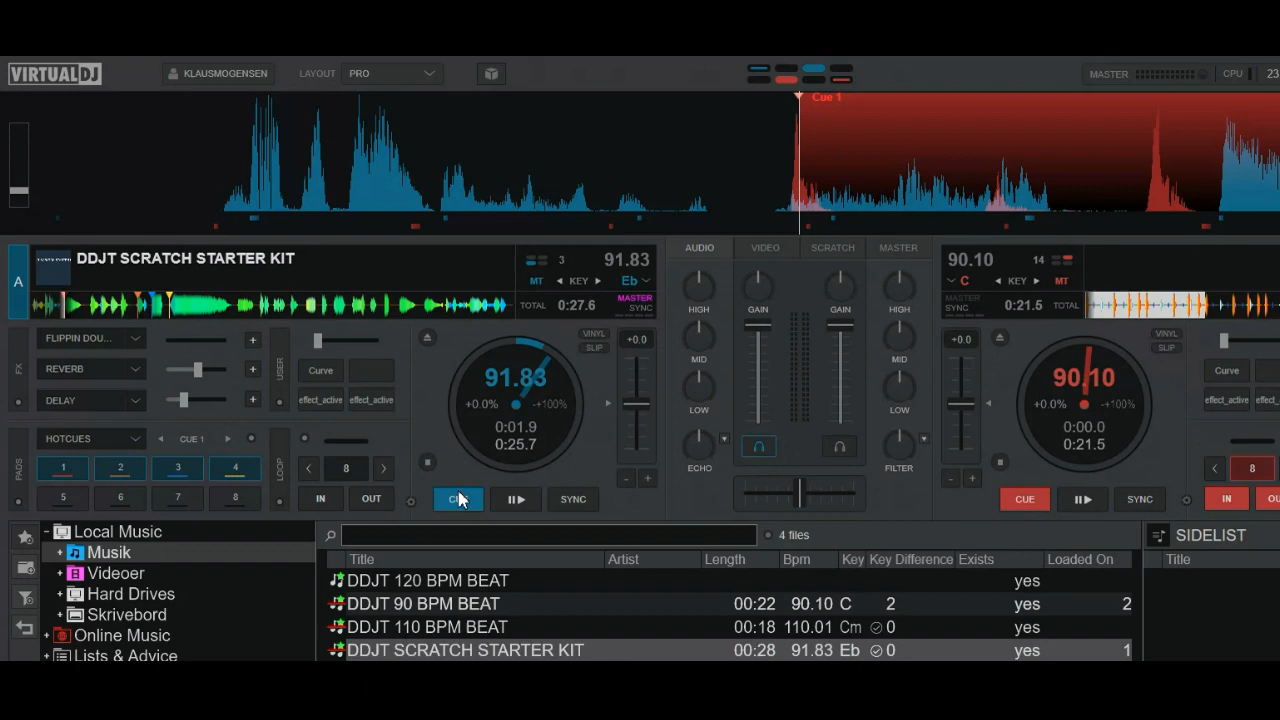 VIRTUALDJ
KLAUSMOGENSEN
LAYOUT PRO
MASTER CPU 23
Cue 1
A
DDJT SCRATCH STARTER KIT
3 91.83
MT KEY Eb
TOTAL 0:27.6 MASTER SYNC
AUDIO VIDEO SCRATCH MASTER
90.10 14
C KEY MT
MASTER SYNC 0:21.5 TOTAL
FX
FLIPPIN DOU...
REVERB
DELAY
USER
Curve
effect_active effect_active
VINYL
SLIP
+0.0
91.83
+0.0% -+100%
0:01.9
0:25.7
HIGH GAIN GAIN HIGH
MID MID
LOW LOW
ECHO FILTER
+0.0
90.10
+0.0% -+100%
0:00.0
0:21.5
VINYL
SLIP
Curve
effect_active
PADS
HOTCUES CUE 1
1 2 3 4
5 6 7 8
LOOP
8
IN OUT
CUE SYNC
- +
- +
CUE SYNC
8
IN
Local Music
Musik
Videoer
Hard Drives
Skrivebord
Online Music
Lists & Advice
4 files
Title Artist Length Bpm Key Key Difference Exists Loaded On
DDJT 120 BPM BEAT yes
DDJT 90 BPM BEAT 00:22 90.10 C 2 yes 2
DDJT 110 BPM BEAT 00:18 110.01 Cm 0 yes
DDJT SCRATCH STARTER KIT 00:28 91.83 Eb 0 yes 1
SIDELIST
Title